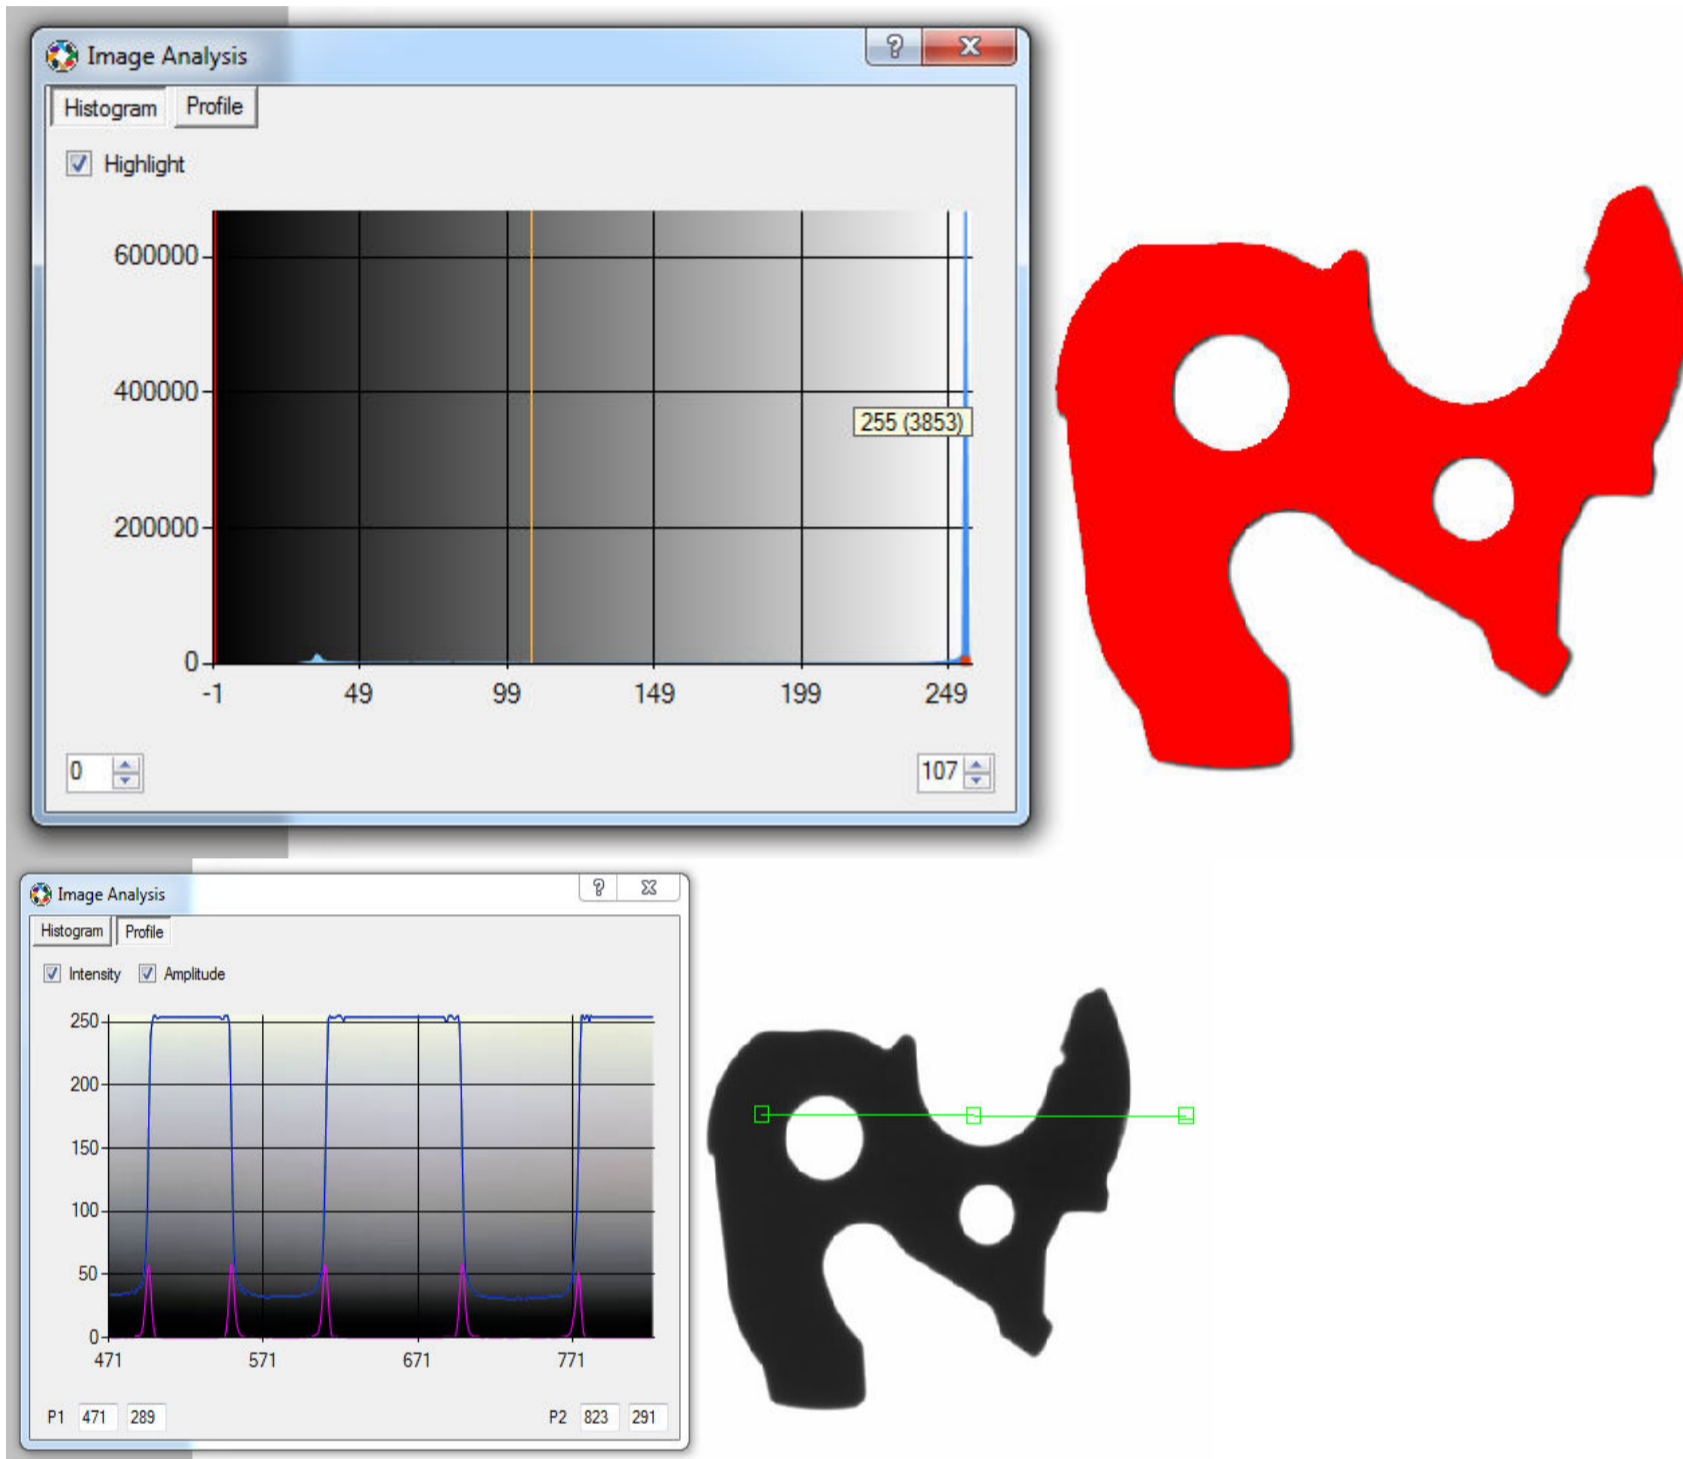 Image Analysis
?
Histogram Profile
Highlight
600000
400000
255 (3853)
200000
0
-1 49 99 149 199 249
0 107
Image Analysis
?
Histogram Profile
Intensity Amplitude
250
200
150
100
50
0
471 571 671 771
P1 471 289 P2 823 291